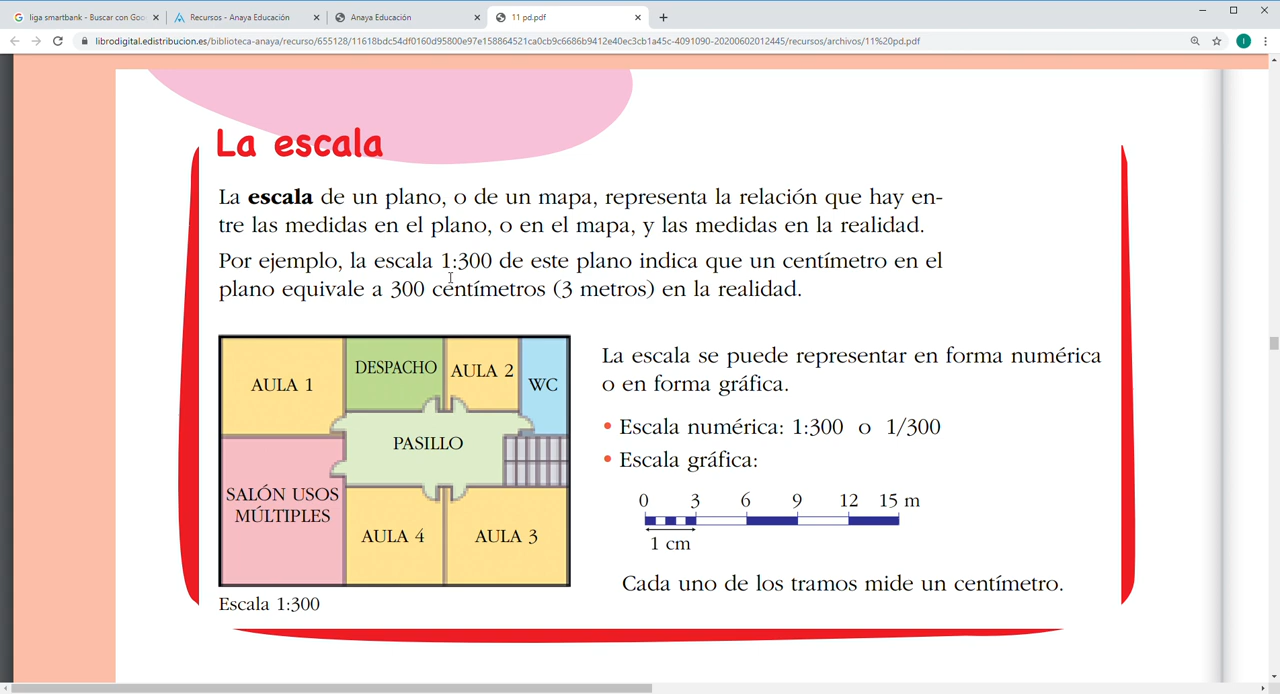 liga smartbank - Buscar con Goo
Recursos - Anaya Educación
Anaya Educación
11 pd.pdf
librodigital.edistribucion.es/biblioteca-anaya/recurso/655128/11618bdc54df0160d95800e97e158864521ca0cb9c6686b9412e40ec3cb1a45c-4091090-20200602012445/recursos/archivos/11%20pd.pdf
I
La escala
La escala de un plano, o de un mapa, representa la relación que hay en-
tre las medidas en el plano, o en el mapa, y las medidas en la realidad.
Por ejemplo, la escala 1:300 de este plano indica que un centímetro en el
plano equivale a 300 centímetros (3 metros) en la realidad.
AULA 1
DESPACHO
AULA 2
WC
PASILLO
SALÓN USOS
MÚLTIPLES
AULA 4
AULA 3
Escala 1:300
La escala se puede representar en forma numérica
o en forma gráfica.
• Escala numérica: 1:300 o 1/300
• Escala gráfica:
0 3 6 9 12 15 m
1 cm
Cada uno de los tramos mide un centímetro.